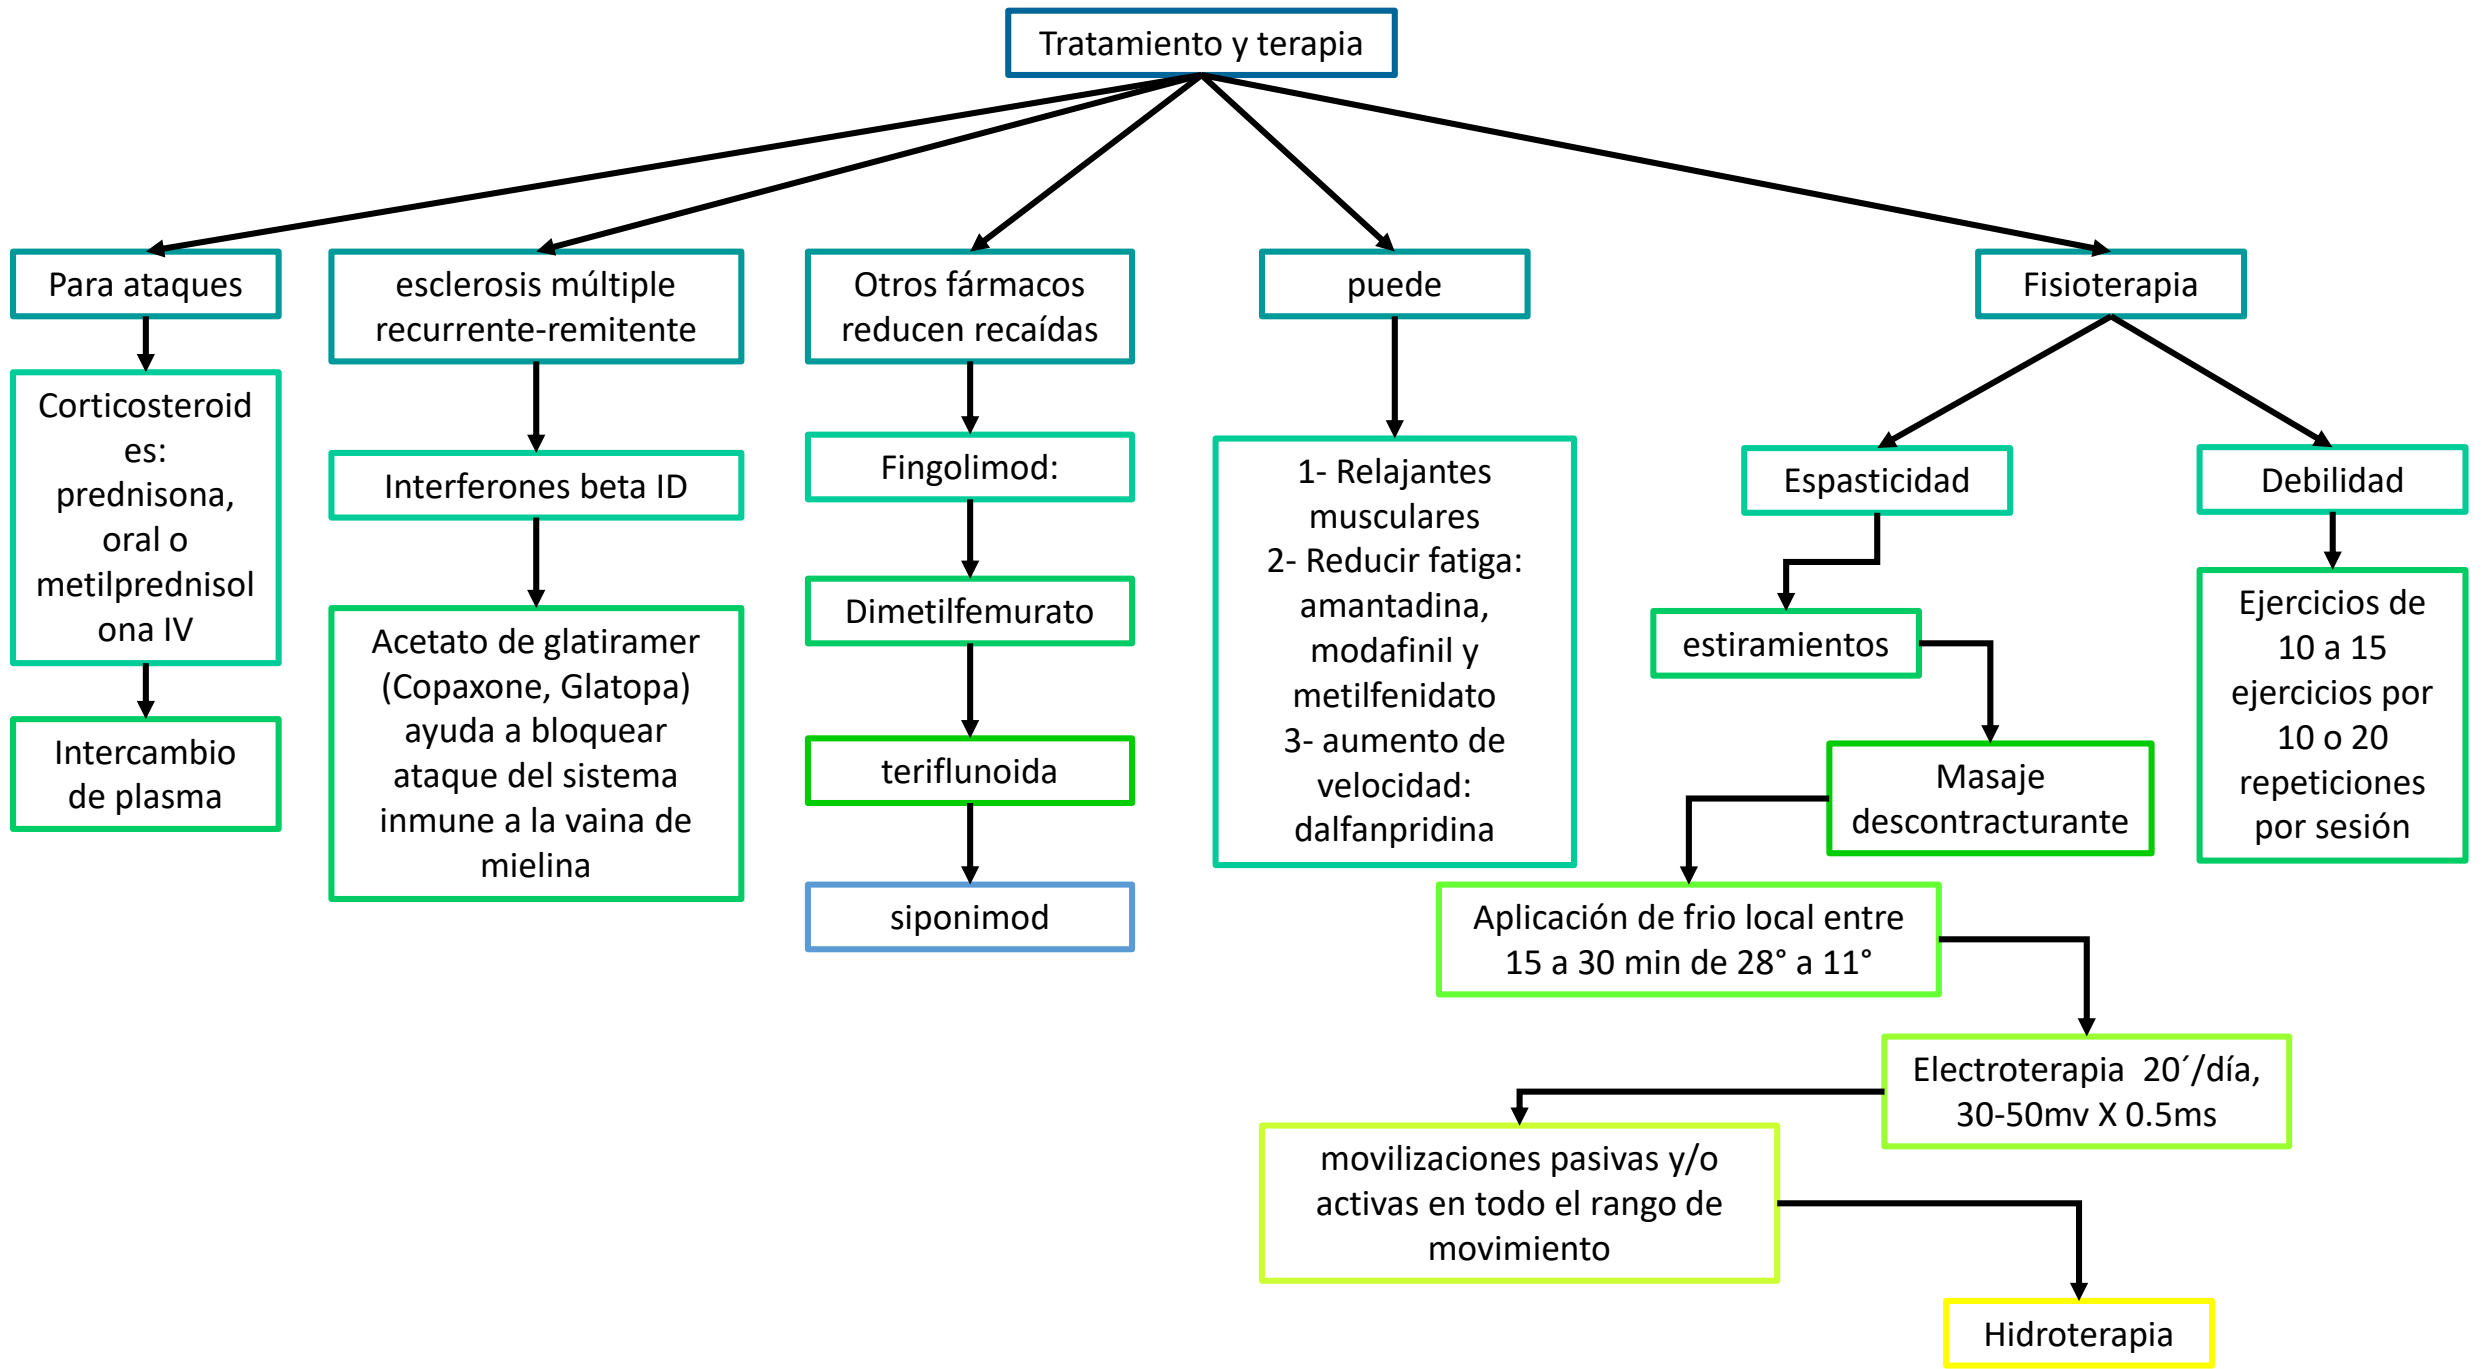 Tratamiento y terapia
Para ataques
Corticosteroid
es:
prednisona,
oral o
metilprednisol
ona IV
Intercambio
de plasma
esclerosis múltiple
recurrente-remitente
Interferones beta ID
Acetato de glatiramer
(Copaxone, Glatopa)
ayuda a bloquear
ataque del sistema
inmune a la vaina de
mielina
Otros fármacos
reducen recaídas
Fingolimod:
Dimetilfemurato
teriflunoida
siponimod
puede
1- Relajantes
musculares
2- Reducir fatiga:
amantadina,
modafinil y
metilfenidato
3- aumento de
velocidad:
dalfanpridina
Fisioterapia
Espasticidad
estiramientos
Masaje
descontracturante
Aplicación de frio local entre
15 a 30 min de 28° a 11°
Electroterapia  20´/día,
30-50mv X 0.5ms
movilizaciones pasivas y/o
activas en todo el rango de
movimiento
Hidroterapia
Debilidad
Ejercicios de
10 a 15
ejercicios por
10 o 20
repeticiones
por sesión